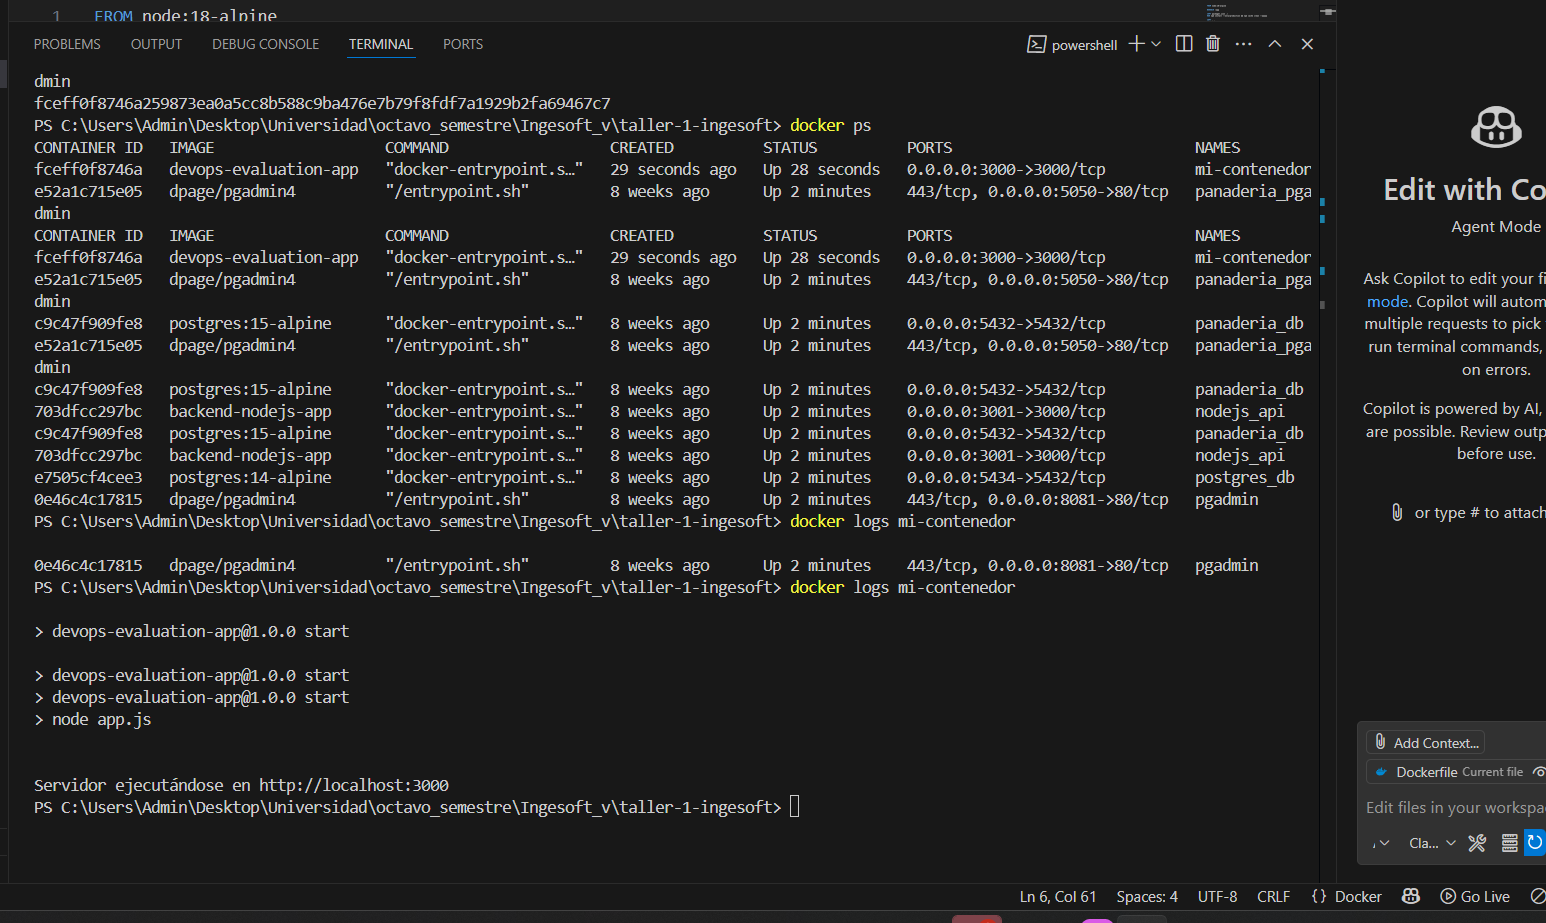 1 FROM node:18-alpine
PROBLEMS OUTPUT DEBUG CONSOLE TERMINAL PORTS powershell
dmin
fceff0f8746a259873ea0a5cc8b588c9ba476e7b79f8fdf7a1929b2fa69467c7
PS C:\Users\Admin\Desktop\Universidad\octavo_semestre\Ingesoft_v\taller-1-ingesoft> docker ps
CONTAINER ID IMAGE COMMAND CREATED STATUS PORTS NAMES
fceff0f8746a devops-evaluation-app "docker-entrypoint.s…" 29 seconds ago Up 28 seconds 0.0.0.0:3000->3000/tcp mi-contenedor
e52a1c715e05 dpage/pgadmin4 "/entrypoint.sh" 8 weeks ago Up 2 minutes 443/tcp, 0.0.0.0:5050->80/tcp panaderia_pga
dmin
CONTAINER ID IMAGE COMMAND CREATED STATUS PORTS NAMES
fceff0f8746a devops-evaluation-app "docker-entrypoint.s…" 29 seconds ago Up 28 seconds 0.0.0.0:3000->3000/tcp mi-contenedor
e52a1c715e05 dpage/pgadmin4 "/entrypoint.sh" 8 weeks ago Up 2 minutes 443/tcp, 0.0.0.0:5050->80/tcp panaderia_pga
dmin
c9c47f909fe8 postgres:15-alpine "docker-entrypoint.s…" 8 weeks ago Up 2 minutes 0.0.0.0:5432->5432/tcp panaderia_db
e52a1c715e05 dpage/pgadmin4 "/entrypoint.sh" 8 weeks ago Up 2 minutes 443/tcp, 0.0.0.0:5050->80/tcp panaderia_pga
dmin
c9c47f909fe8 postgres:15-alpine "docker-entrypoint.s…" 8 weeks ago Up 2 minutes 0.0.0.0:5432->5432/tcp panaderia_db
703dfcc297bc backend-nodejs-app "docker-entrypoint.s…" 8 weeks ago Up 2 minutes 0.0.0.0:3001->3000/tcp nodejs_api
c9c47f909fe8 postgres:15-alpine "docker-entrypoint.s…" 8 weeks ago Up 2 minutes 0.0.0.0:5432->5432/tcp panaderia_db
703dfcc297bc backend-nodejs-app "docker-entrypoint.s…" 8 weeks ago Up 2 minutes 0.0.0.0:3001->3000/tcp nodejs_api
e7505cf4cee3 postgres:14-alpine "docker-entrypoint.s…" 8 weeks ago Up 2 minutes 0.0.0.0:5434->5432/tcp postgres_db
0e46c4c17815 dpage/pgadmin4 "/entrypoint.sh" 8 weeks ago Up 2 minutes 443/tcp, 0.0.0.0:8081->80/tcp pgadmin
PS C:\Users\Admin\Desktop\Universidad\octavo_semestre\Ingesoft_v\taller-1-ingesoft> docker logs mi-contenedor
0e46c4c17815 dpage/pgadmin4 "/entrypoint.sh" 8 weeks ago Up 2 minutes 443/tcp, 0.0.0.0:8081->80/tcp pgadmin
PS C:\Users\Admin\Desktop\Universidad\octavo_semestre\Ingesoft_v\taller-1-ingesoft> docker logs mi-contenedor
> devops-evaluation-app@1.0.0 start
> devops-evaluation-app@1.0.0 start
> devops-evaluation-app@1.0.0 start
> node app.js
Servidor ejecutándose en http://localhost:3000
PS C:\Users\Admin\Desktop\Universidad\octavo_semestre\Ingesoft_v\taller-1-ingesoft>
Edit with Co
Agent Mode
Ask Copilot to edit your fi
mode. Copilot will autom
multiple requests to pick
run terminal commands,
on errors.
Copilot is powered by AI,
are possible. Review outp
before use.
or type # to attach
Add Context...
Dockerfile Current file
Edit files in your workspa
Cla...
Ln 6, Col 61 Spaces: 4 UTF-8 CRLF {} Docker Go Live